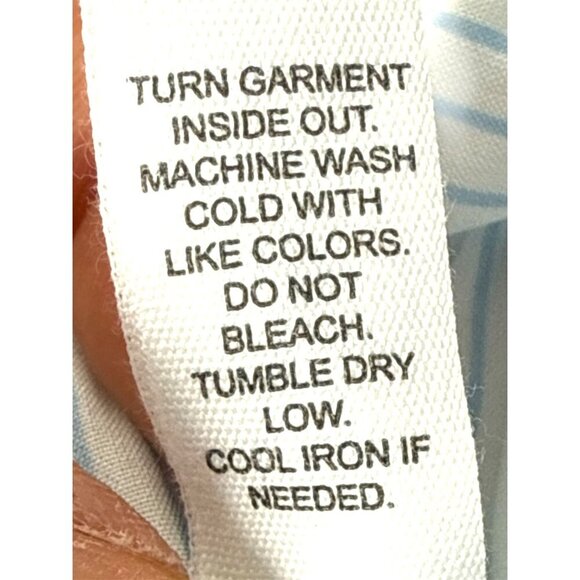 TURN GARMENT
INSIDE OUT.
MACHINE WASH
COLD WITH
LIKE COLORS.
DO NOT
BLEACH.
TUMBLE DRY
LOW.
COOL IRON IF
NEEDED.